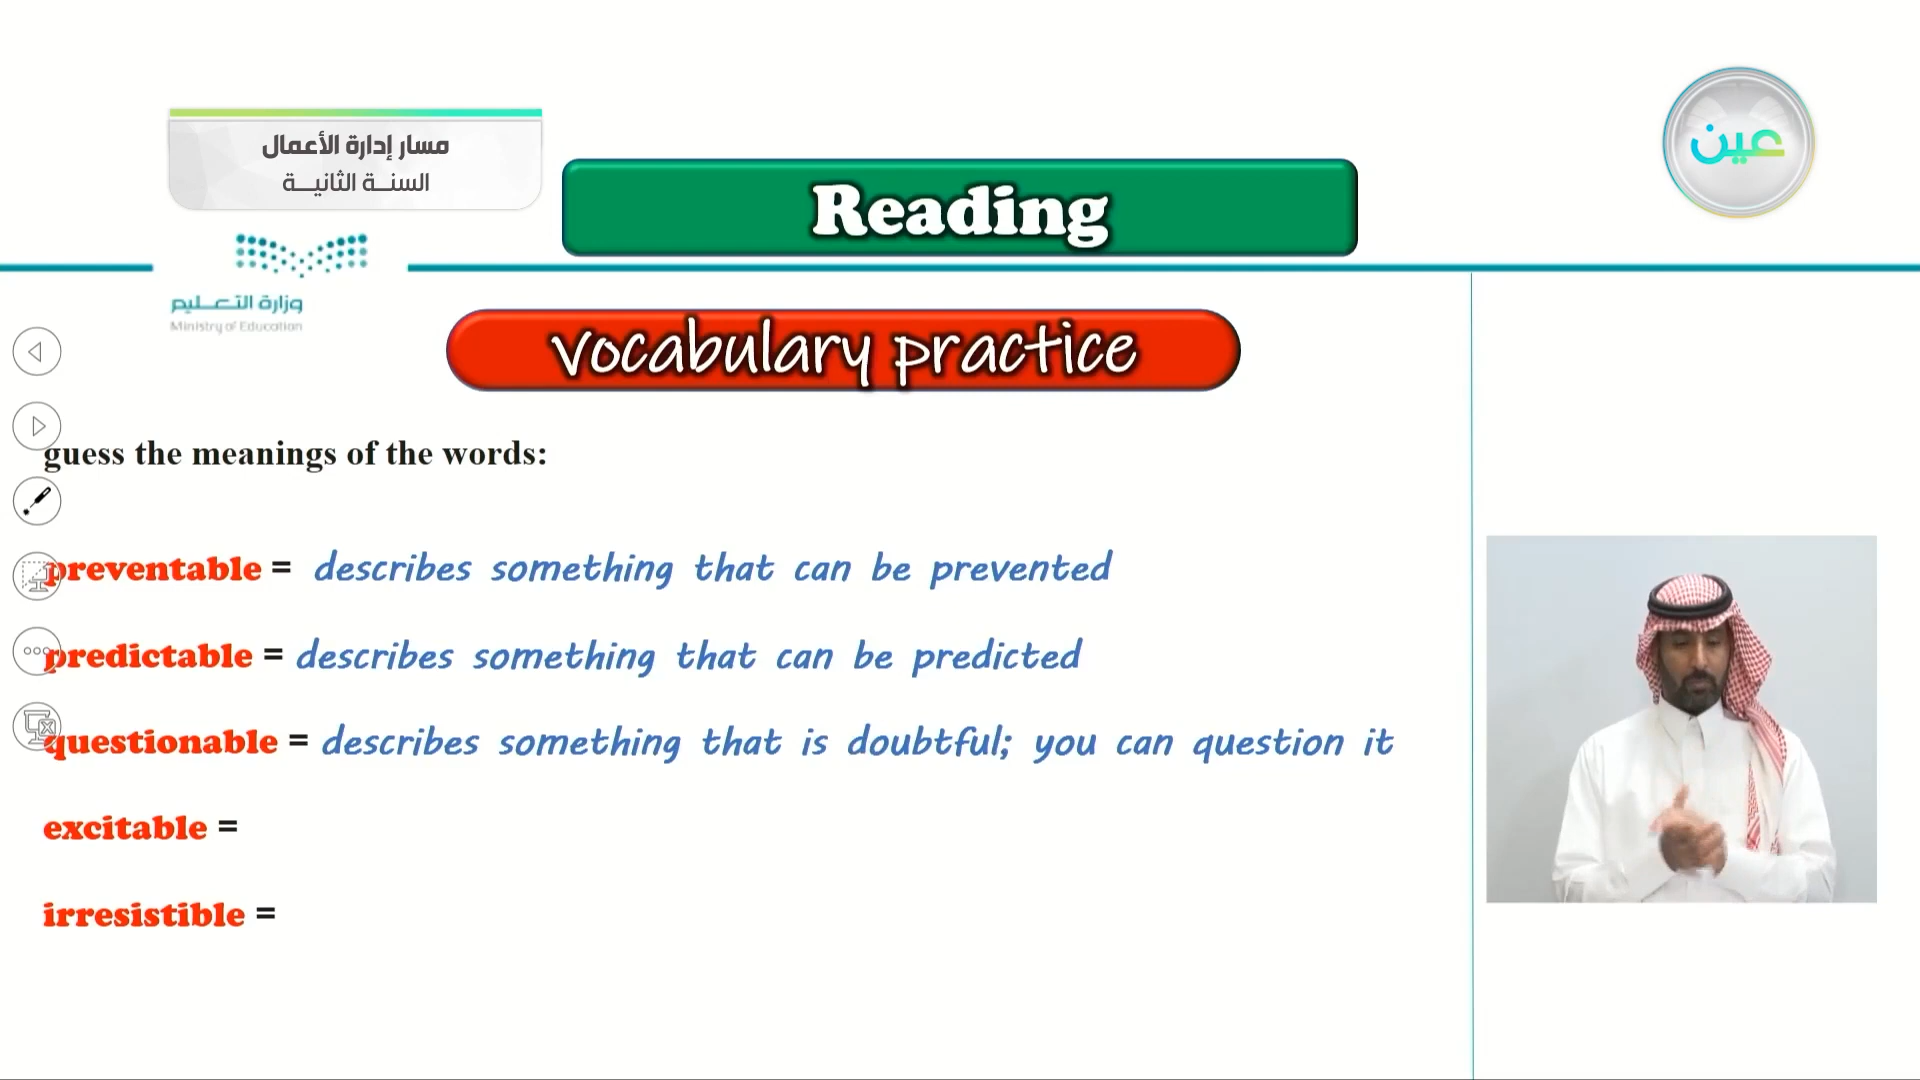 مسار إدارة الأعمال
السنة الثانية
عين
Reading
وزارة التعليم
Ministry of Education
vocabulary practice
guess the meanings of the words:
preventable = describes something that can be prevented
predictable = describes something that can be predicted
questionable = describes something that is doubtful; you can question it
excitable =
irresistible =